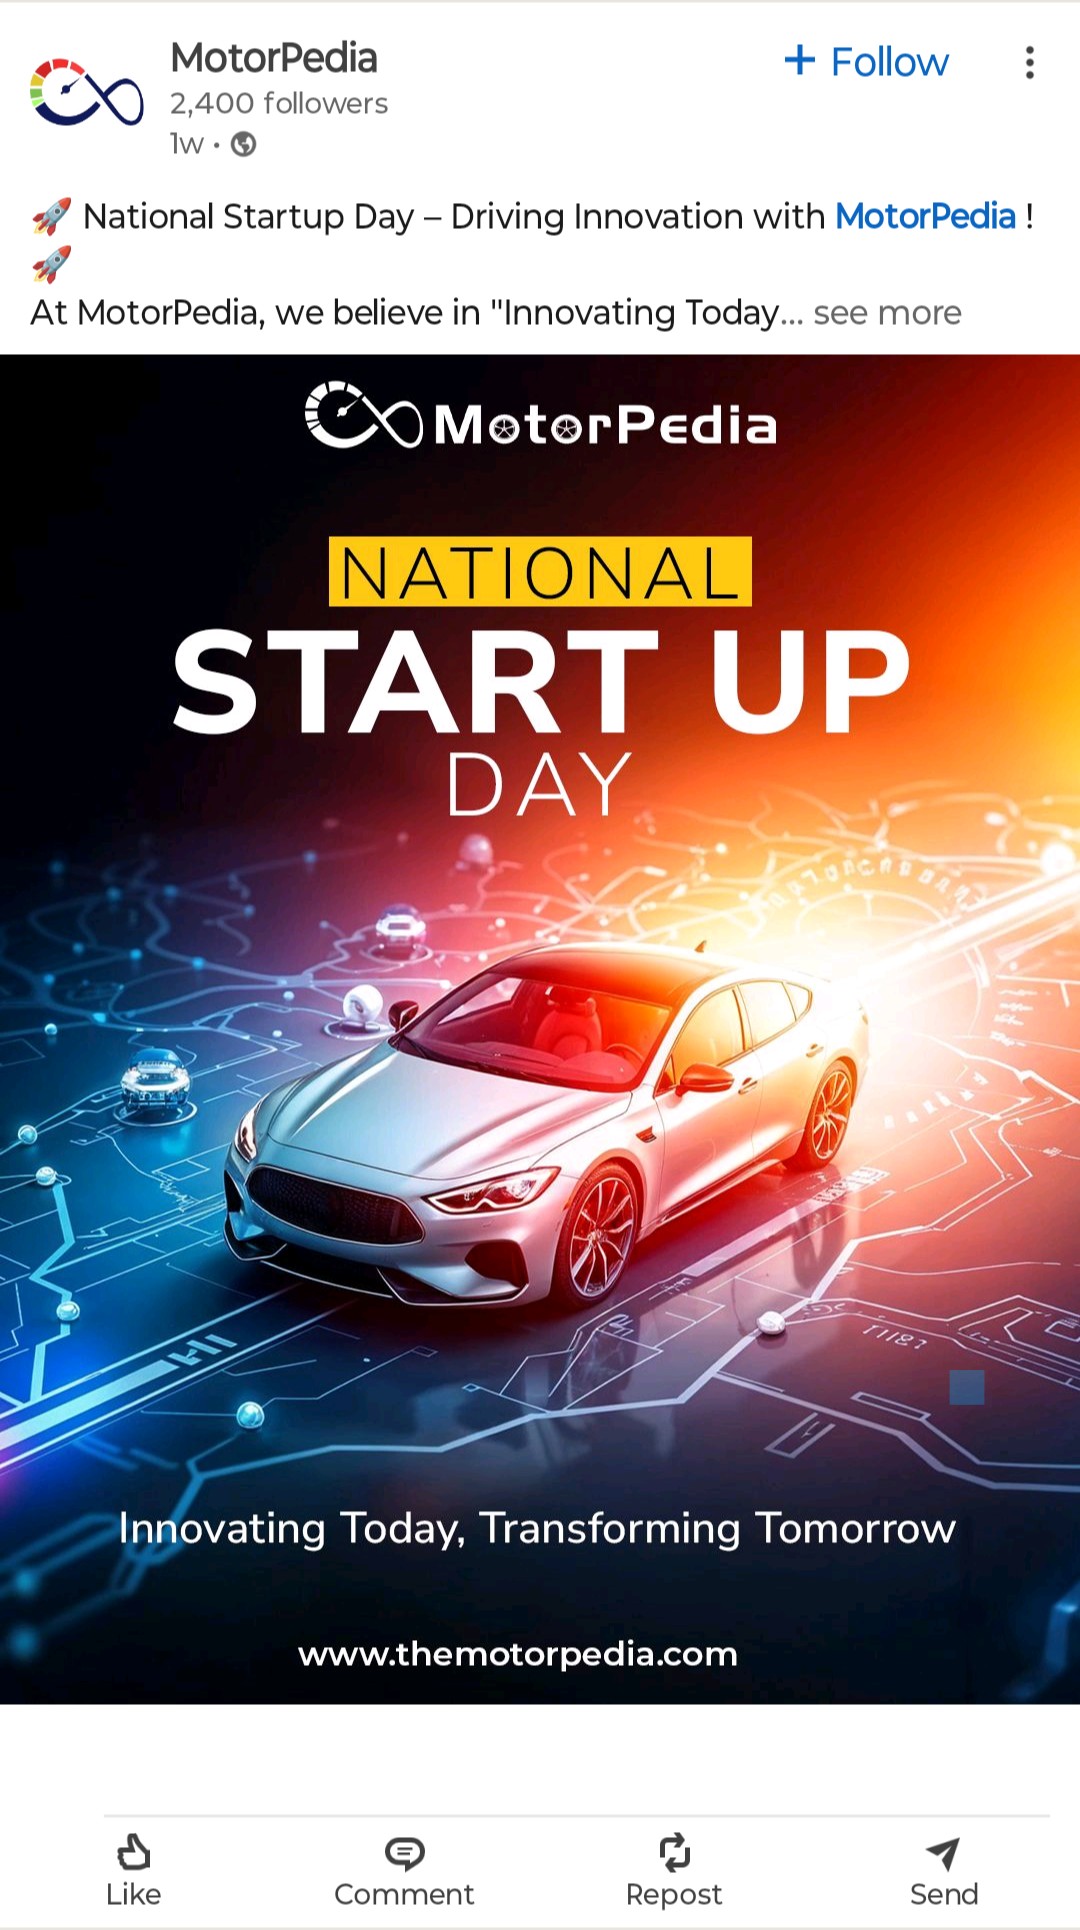 MotorPedia
+ Follow
2,400 followers
1w •
🚀 National Startup Day – Driving Innovation with MotorPedia !
🚀
At MotorPedia, we believe in "Innovating Today... see more
MotorPedia
NATIONAL
START UP
DAY
Innovating Today, Transforming Tomorrow
www.themotorpedia.com
Like
Comment
Repost
Send